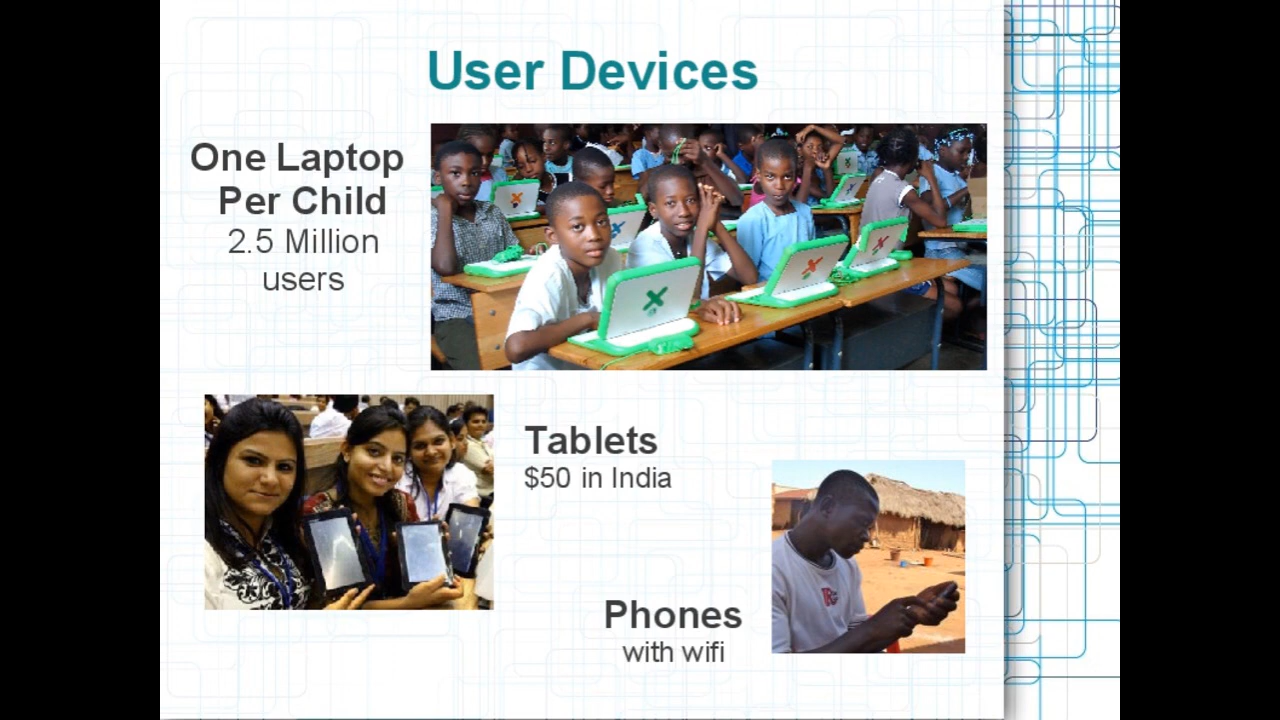 User Devices
One Laptop
Per Child
2.5 Million
users
Tablets
$50 in India
Phones
with wifi